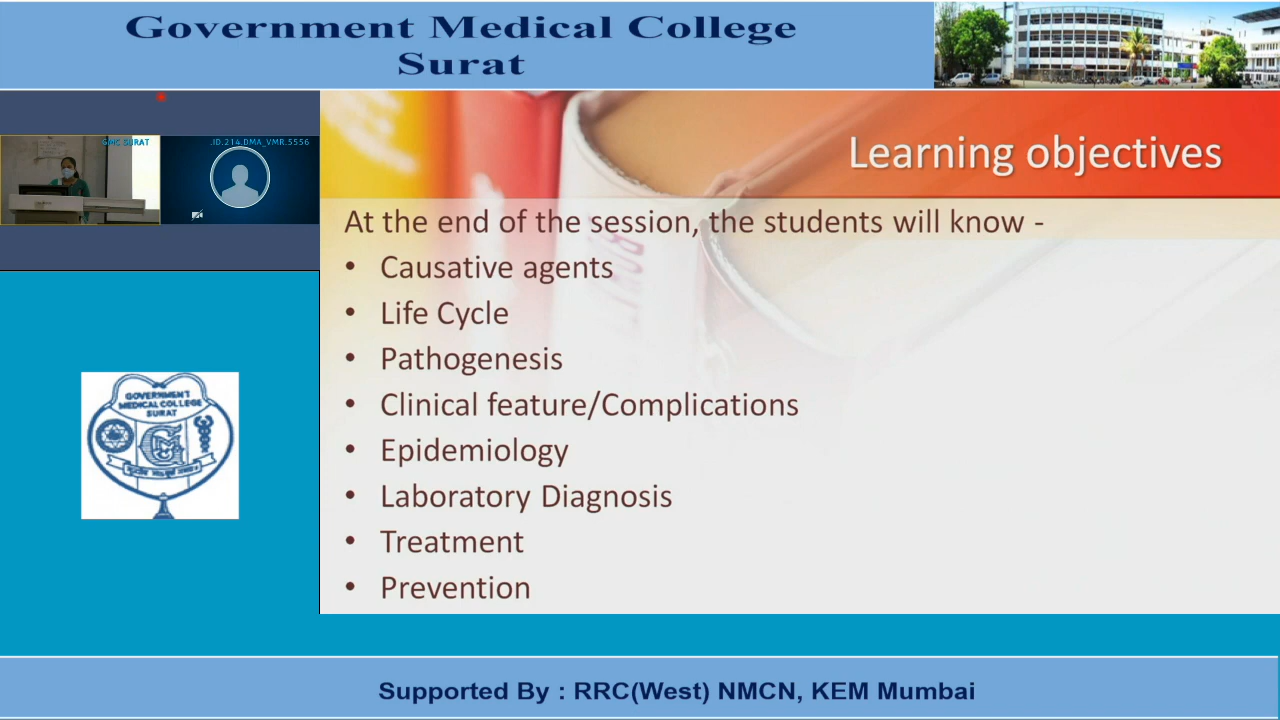 Government Medical College
Surat
GMC SURAT
.ID.214.DMA_VMR.5556
Learning objectives
At the end of the session, the students will know -
• Causative agents
• Life Cycle
• Pathogenesis
• Clinical feature/Complications
• Epidemiology
• Laboratory Diagnosis
• Treatment
• Prevention
GOVERNMENT
MEDICAL COLLEGE
SURAT
Supported By : RRC(West) NMCN, KEM Mumbai